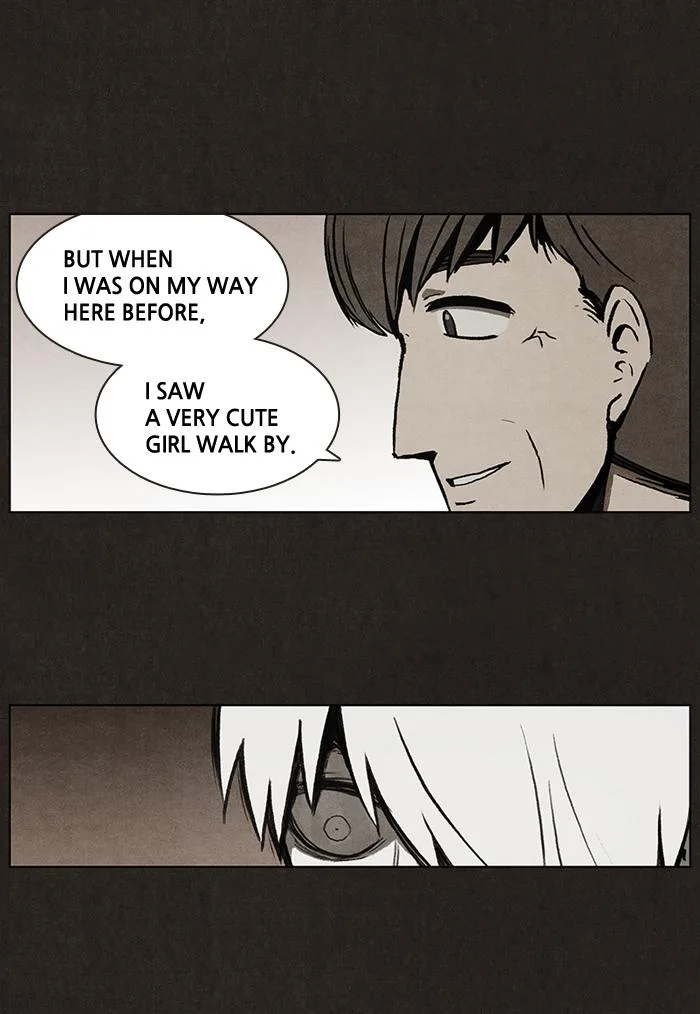 BUT WHEN
I WAS ON MY WAY
HERE BEFORE,
I SAW
A VERY CUTE
GIRL WALK BY.